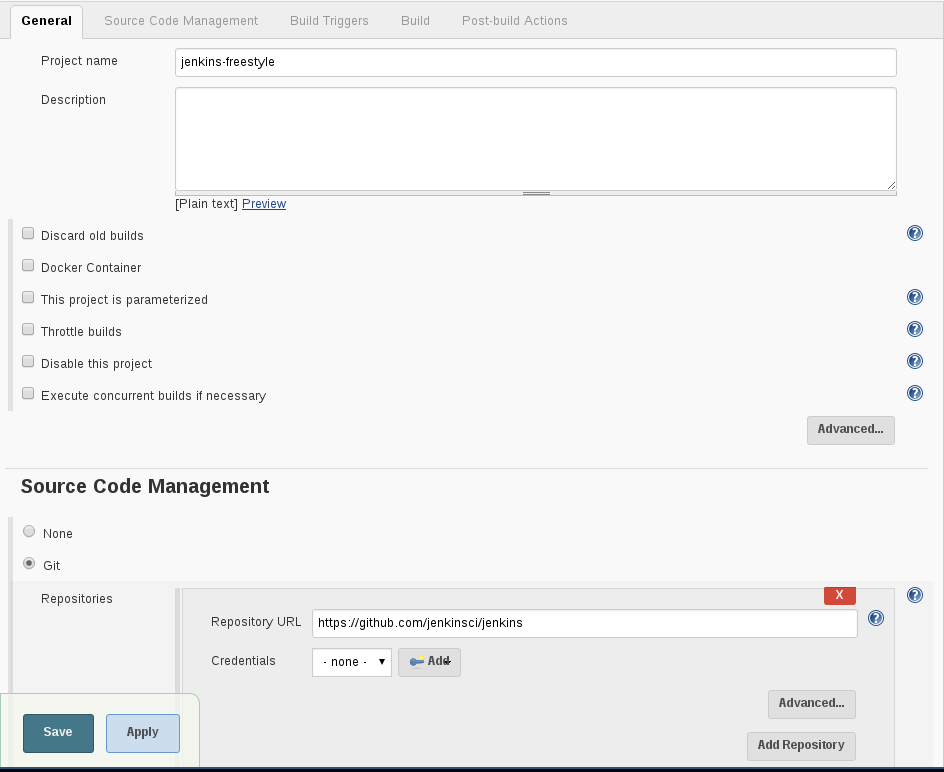 General Source Code Management Build Triggers Build Post-build Actions
Project name jenkins-freestyle
Description
[Plain text] Preview
Discard old builds ?
Docker Container
This project is parameterized ?
Throttle builds ?
Disable this project ?
Execute concurrent builds if necessary ?
Advanced...
Source Code Management
None
Git
Repositories X ?
Repository URL https://github.com/jenkinsci/jenkins ?
Credentials - none - Add
Advanced...
Save Apply Add Repository